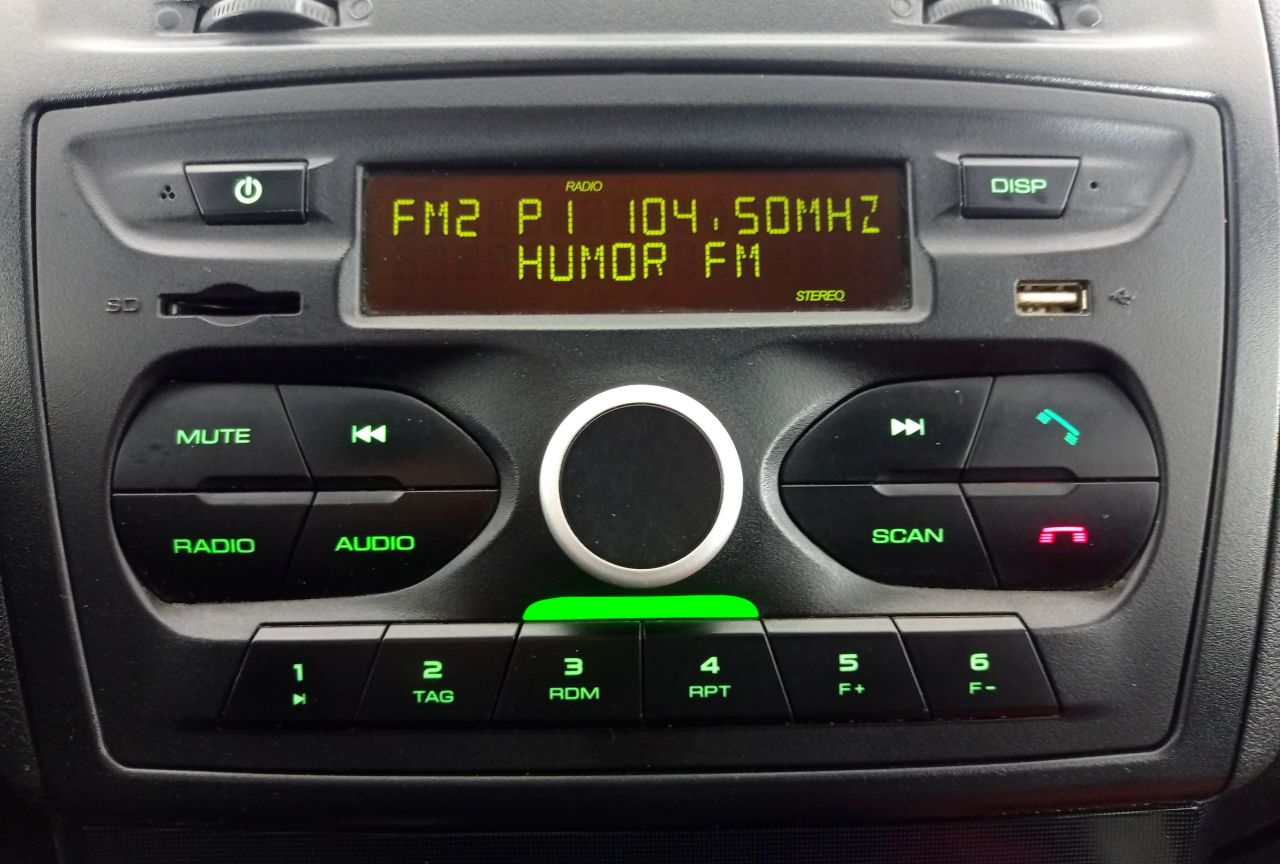 RADIO
FM2 P1 104.50MHZ
HUMOR FM
STEREO
DISP
SD
MUTE
RADIO
AUDIO
SCAN
1
2
TAG
3
RDM
4
RPT
5
F+
6
F-